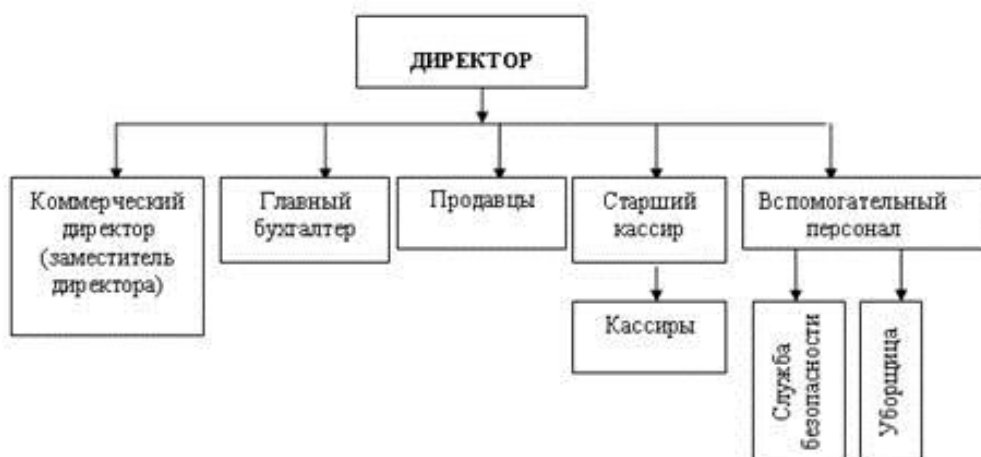 ДИРЕКТОР
Коммерческий
директор
(заместитель
директора)
Главный
бухгалтер
Продавцы
Старший
кассир
Вспомогательный
персонал
Кассиры
Служба
безопасности
Уборщица